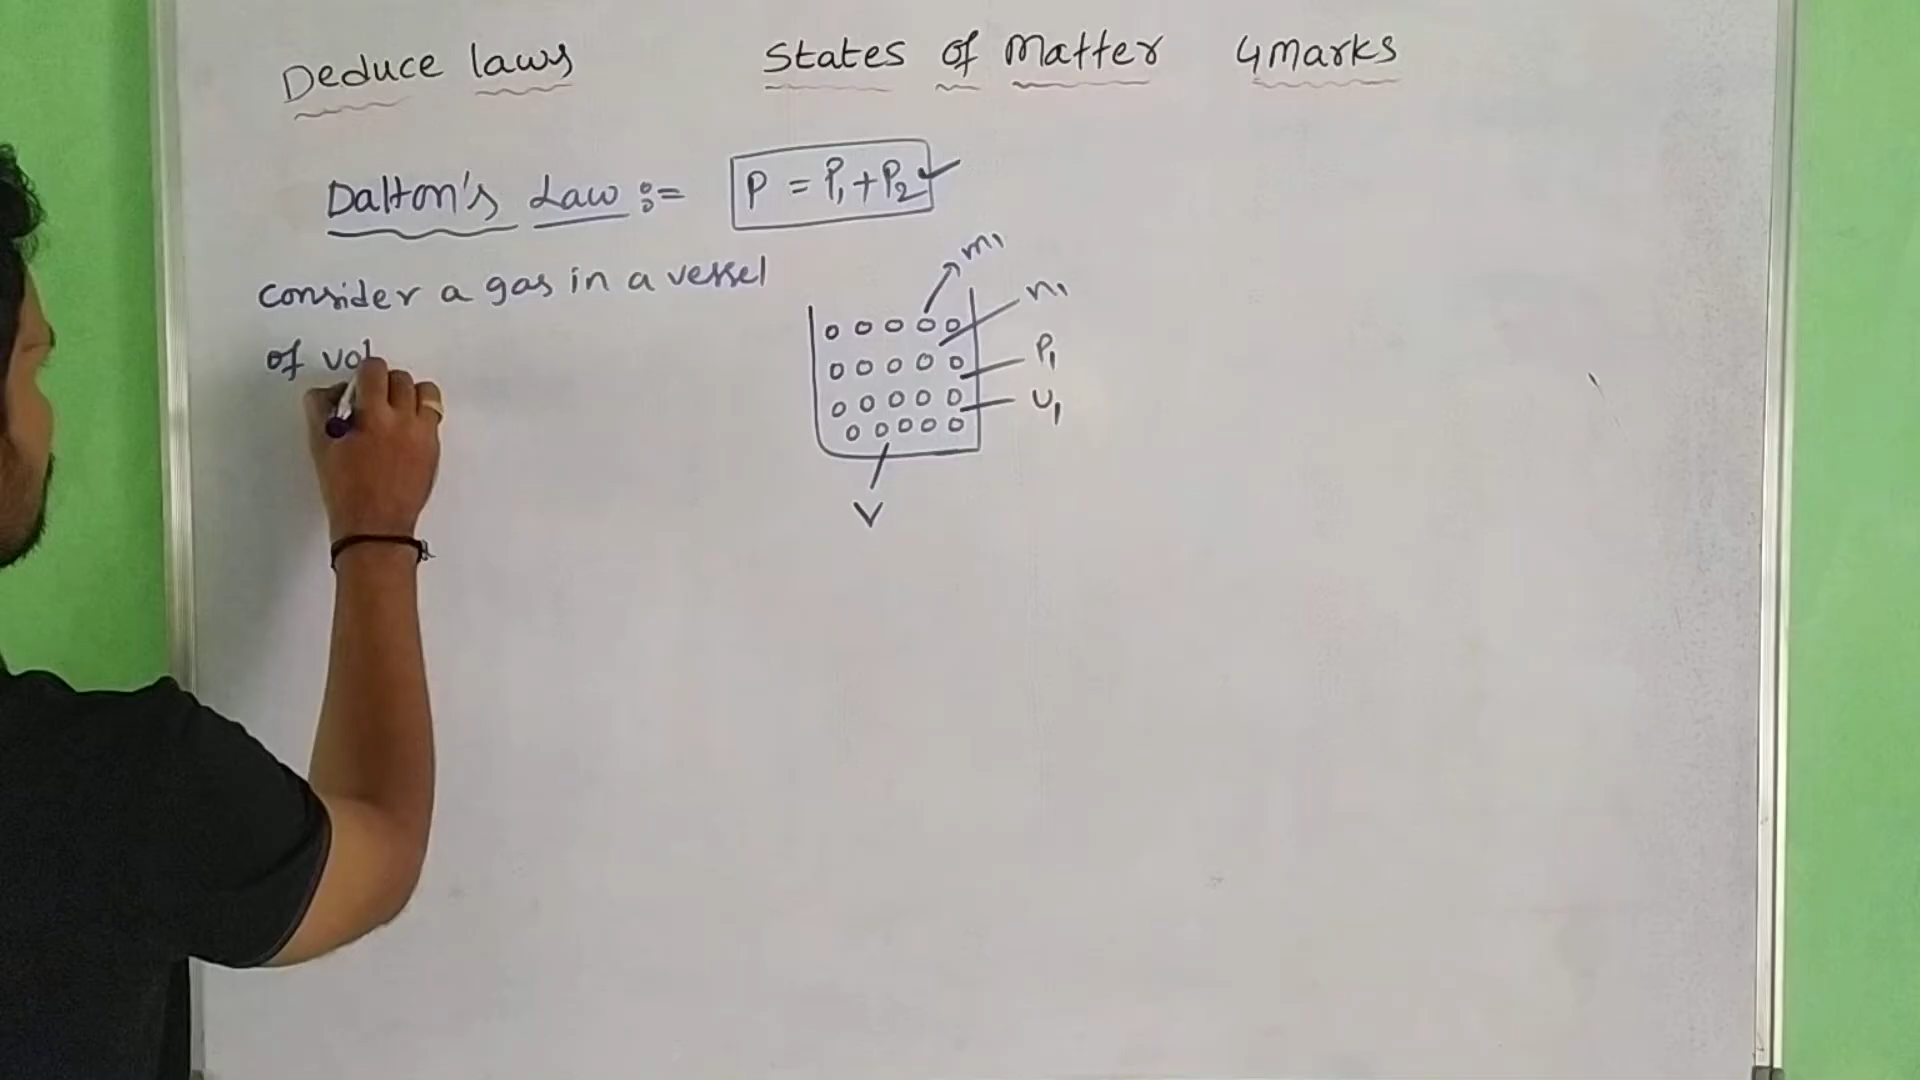 Deduce laws States of Matter 4Marks
Dalton's Law :- P = P₁+P₂
m₁
consider a gas in a vessel
n₁
of vol
P₁
U₁
V